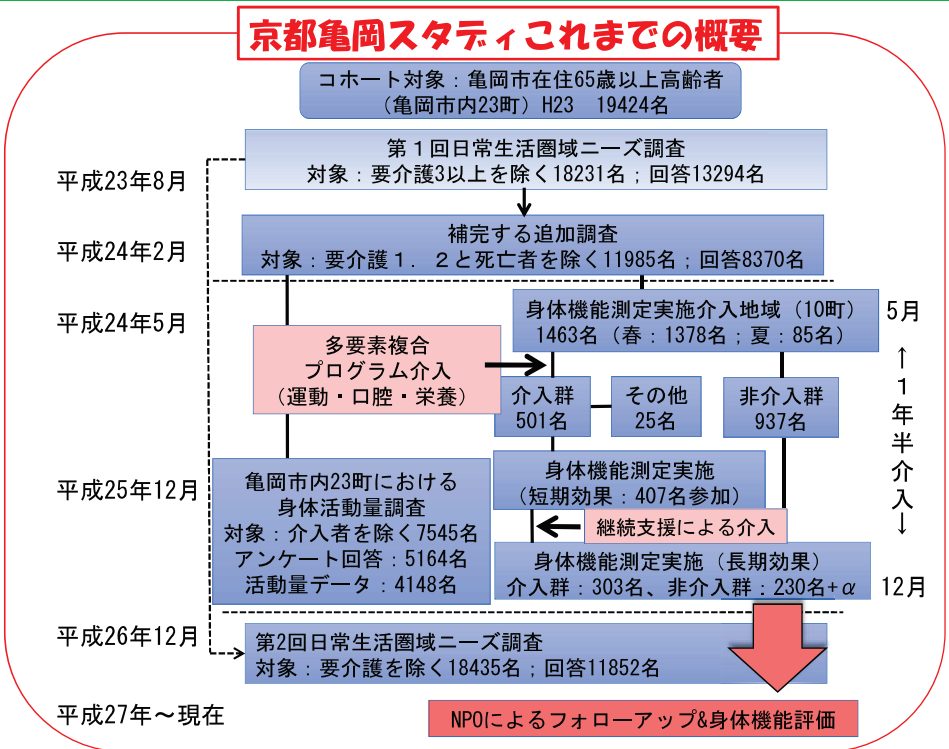 京都亀岡スタディこれまでの概要
コホート対象：亀岡市在住65歳以上高齢者
（亀岡市内23町）H23　19424名
平成23年8月
第１回日常生活圏域ニーズ調査
対象：要介護3以上を除く18231名；回答13294名
平成24年2月
補完する追加調査
対象：要介護１．２と死亡者を除く11985名；回答8370名
平成24年5月
身体機能測定実施介入地域（10町）
1463名（春：1378名；夏：85名）
5月
多要素複合
プログラム介入
（運動・口腔・栄養）
介入群
501名
その他
25名
非介入群
937名
↑
１年半介入
↓
平成25年12月
亀岡市内23町における
身体活動量調査
対象：介入者を除く7545名
アンケート回答：5164名
活動量データ：4148名
身体機能測定実施
（短期効果：407名参加）
継続支援による介入
身体機能測定実施（長期効果）
介入群：303名、非介入群：230名+α
12月
平成26年12月
第2回日常生活圏域ニーズ調査
対象：要介護を除く18435名；回答11852名
平成27年～現在
NPOによるフォローアップ&身体機能評価